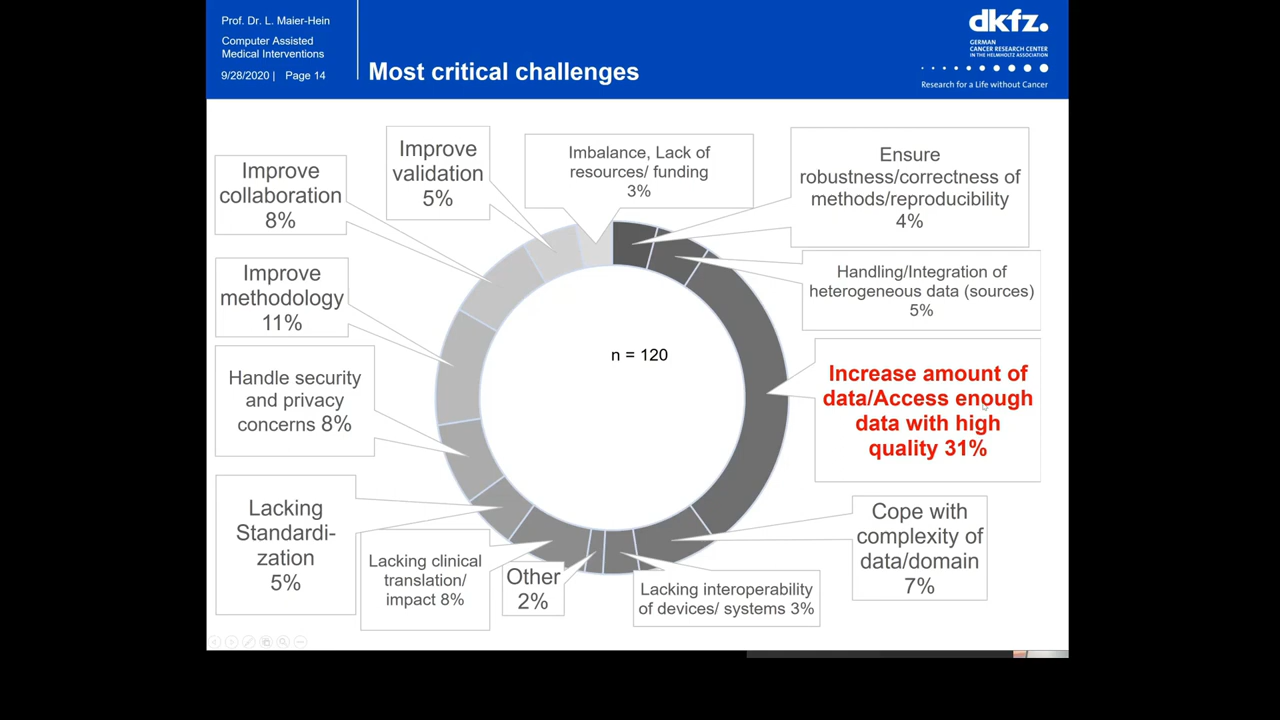 Prof. Dr. L. Maier-Hein
Computer Assisted
Medical Interventions
9/28/2020 | Page 14
Most critical challenges
dkfz.
GERMAN
CANCER RESEARCH CENTER
IN THE HELMHOLTZ ASSOCIATION
Research for a Life without Cancer
Improve
validation
5%
Imbalance, Lack of
resources/ funding
3%
Ensure
robustness/correctness of
methods/reproducibility
4%
Improve
collaboration
8%
Handling/Integration of
heterogeneous data (sources)
5%
Improve
methodology
11%
n = 120
Increase amount of
data/Access enough
data with high
quality 31%
Handle security
and privacy
concerns 8%
Lacking
Standardi-
zation
5%
Cope with
complexity of
data/domain
7%
Lacking clinical
translation/
impact 8%
Other
2%
Lacking interoperability
of devices/ systems 3%